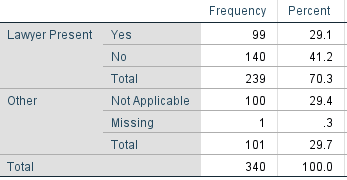 Frequency Percent
Lawyer Present Yes 99 29.1
No 140 41.2
Total 239 70.3
Other Not Applicable 100 29.4
Missing 1 .3
Total 101 29.7
Total 340 100.0